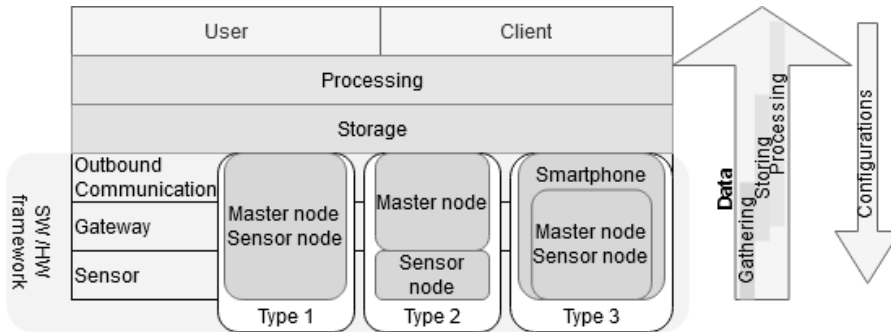 User
Client
Processing
Storage
Outbound
Communication
Gateway
Sensor
SW /HW
framework
Master node
Sensor node
Type 1
Master node
Sensor
node
Type 2
Smartphone
Master node
Sensor node
Type 3
Data
Gathering
Storing
Processing
Configurations